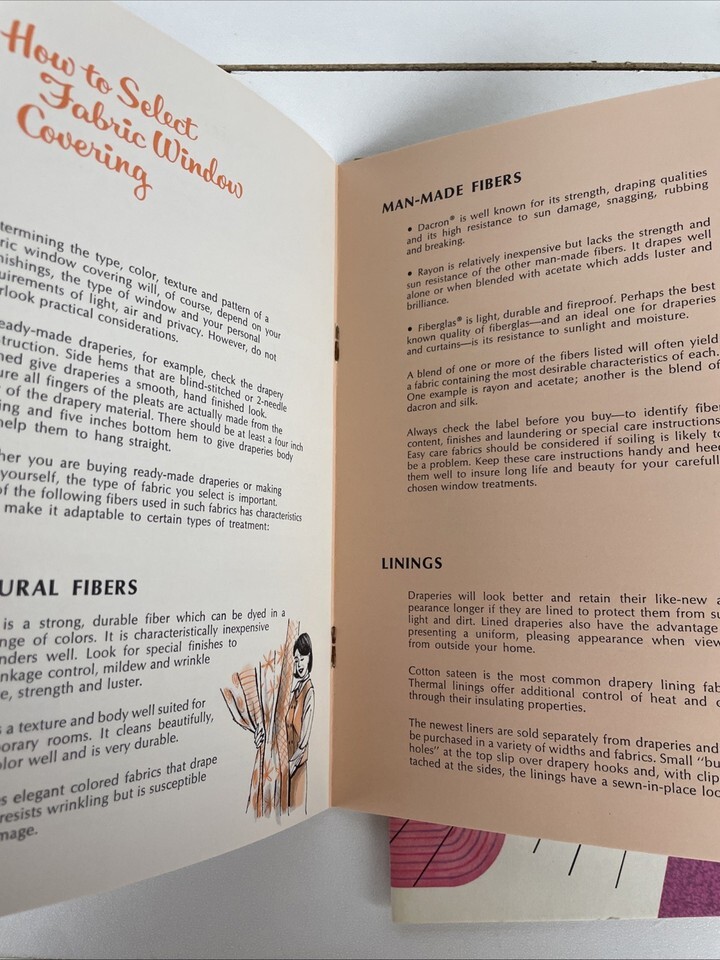 How to Select
Fabric Window
Covering
type, color, texture and pattern of a
window covering will, of course, depend on your
the type of window and your personal
of light, air and privacy. However, do not
practical considerations.
draperies, for example, check the drapery
Side hems that are blind-stitched or 2-needle
give draperies a smooth, hand finished look.
all fingers of the pleats are actually made from the
of the drapery material. There should be at least a four inch
and five inches bottom hem to give draperies body
help them to hang straight.
you are buying ready-made draperies or making
yourself, the type of fabric you select is important.
of the following fibers used in such fabrics has characteristics
make it adaptable to certain types of treatment:
URAL FIBERS
is a strong, durable fiber which can be dyed in a
of colors. It is characteristically inexpensive
well. Look for special finishes to
control, mildew and wrinkle
strength and luster.
a texture and body well suited for
rooms. It cleans beautifully,
well and is very durable.
elegant colored fabrics that drape
resists wrinkling but is susceptible
MAN-MADE FIBERS
• Dacron® is well known for its strength, draping qualities
and its high resistance to sun damage, snagging, rubbing
and breaking.
• Rayon is relatively inexpensive but lacks the strength and
sun resistance of the other man-made fibers. It drapes well
alone or when blended with acetate which adds luster and
brilliance.
• Fiberglas® is light, durable and fireproof. Perhaps the best
known quality of fiberglas—and an ideal one for draperies
and curtains—is its resistance to sunlight and moisture.
A blend of one or more of the fibers listed will often yield
a fabric containing the most desirable characteristics of each.
One example is rayon and acetate; another is the blend of
dacron and silk.
Always check the label before you buy—to identify fiber
content, finishes and laundering or special care instructions.
Easy care fabrics should be considered if soiling is likely to
be a problem. Keep these care instructions handy and heed
them well to insure long life and beauty for your carefull
chosen window treatments.
LININGS
Draperies will look better and retain their like-new a
pearance longer if they are lined to protect them from su
light and dirt. Lined draperies also have the advantage
presenting a uniform, pleasing appearance when view
from outside your home.
Cotton sateen is the most common drapery lining fab
Thermal linings offer additional control of heat and c
through their insulating properties.
The newest liners are sold separately from draperies and
be purchased in a variety of widths and fabrics. Small "bu
holes" at the top slip over drapery hooks and, with clip
tached at the sides, the linings have a sewn-in-place loo